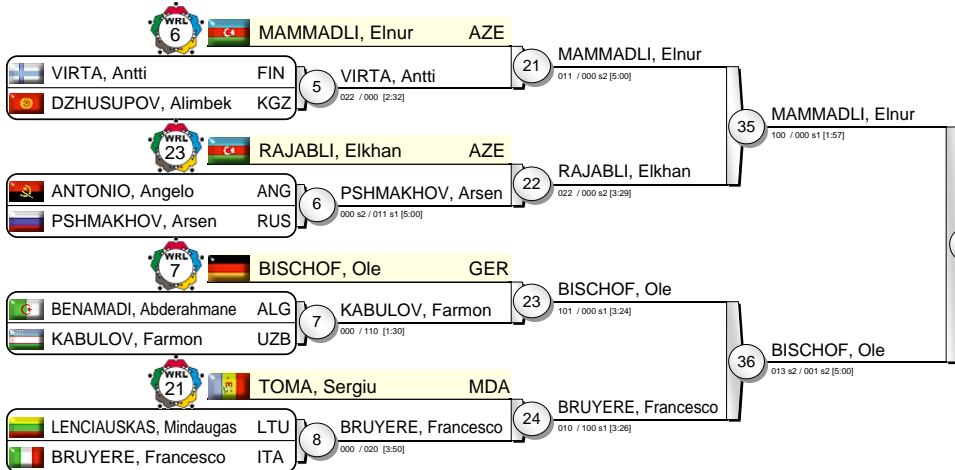 WRL
6
MAMMADLI, Elnur AZE
VIRTA, Antti FIN
DZHUSUPOV, Alimbek KGZ
5
VIRTA, Antti
022 / 000 [2:32]
21
MAMMADLI, Elnur
011 / 000 s2 [5:00]
WRL
23
RAJABLI, Elkhan AZE
ANTONIO, Angelo ANG
PSHMAKHOV, Arsen RUS
6
PSHMAKHOV, Arsen
000 s2 / 011 s1 [5:00]
22
RAJABLI, Elkhan
022 / 000 s2 [3:29]
35
MAMMADLI, Elnur
100 / 000 s1 [1:57]
WRL
7
BISCHOF, Ole GER
BENAMADI, Abderahmane ALG
KABULOV, Farmon UZB
7
KABULOV, Farmon
000 / 110 [1:30]
23
BISCHOF, Ole
101 / 000 s1 [3:24]
WRL
21
TOMA, Sergiu MDA
LENCIAUSKAS, Mindaugas LTU
BRUYERE, Francesco ITA
8
BRUYERE, Francesco
000 / 020 [3:50]
24
BRUYERE, Francesco
010 / 100 s1 [3:26]
36
BISCHOF, Ole
013 s2 / 001 s2 [5:00]